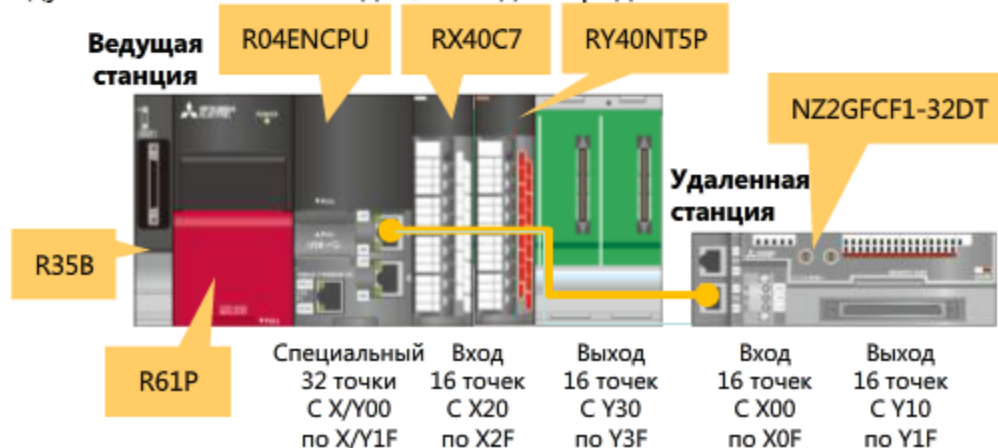 Ведущая
станция
R04ENCPU
RX40C7
RY40NT5P
NZ2GFCF1-32DT
Удаленная
станция
R35B
R61P
Специальный
32 точки
С X/Y00
по X/Y1F
Вход
16 точек
С X20
по X2F
Выход
16 точек
С Y30
по Y3F
Вход
16 точек
С X00
по X0F
Выход
16 точек
С Y10
по Y1F